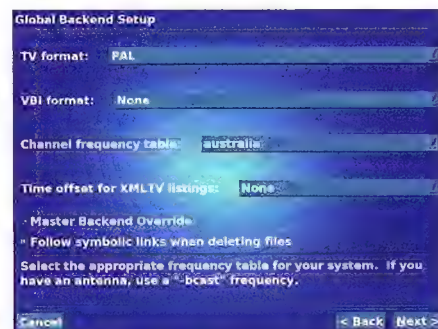 Global Backend Setup
TV format: PAL
VBI format: None
Channel frequency table: australia
Time offset for XMLTV listings: None
Master Backend Override
Follow symbolic links when deleting files
Select the appropriate frequency table for your system. If you
have an antenna, use a "-bcast" frequency.
Cancel < Back Next >